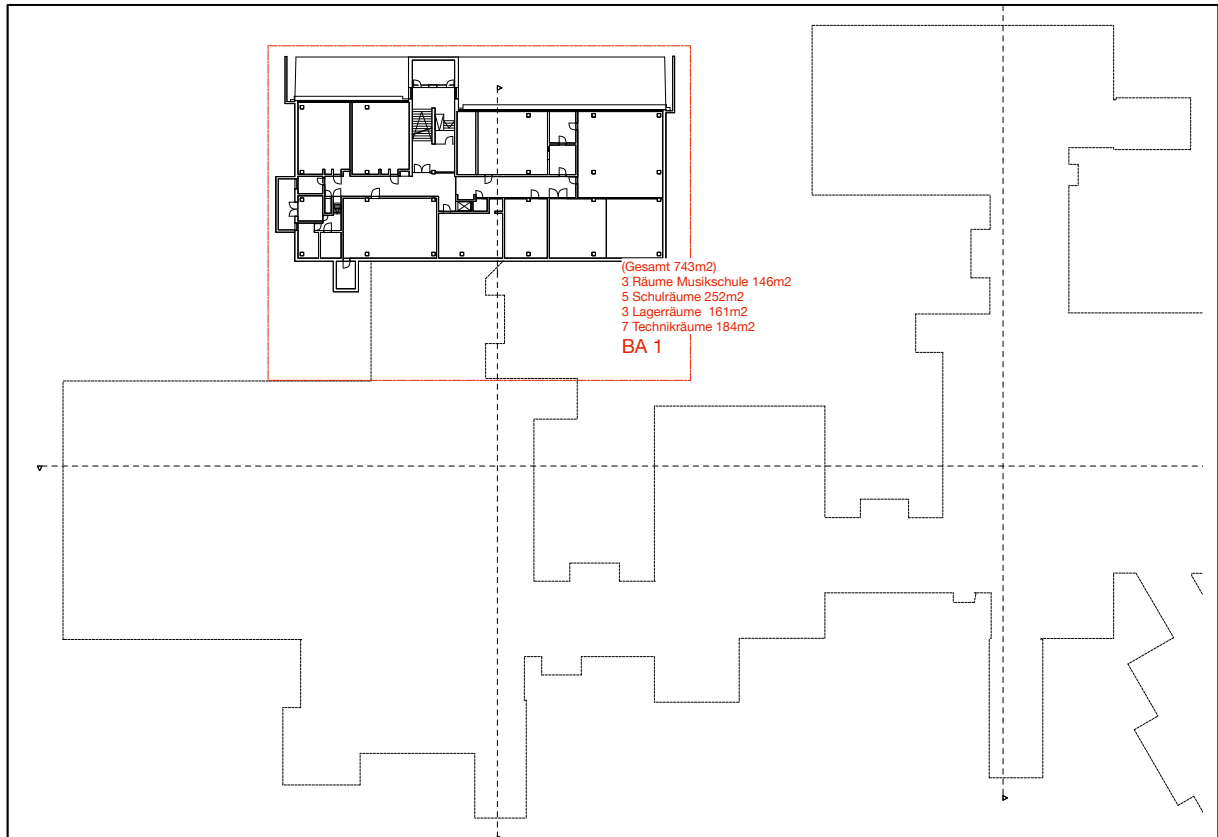 (Gesamt 743m2)
3 Räume Musikschule 146m2
5 Schulräume 252m2
3 Lagerräume  161m2
7 Technikräume 184m2
BA 1